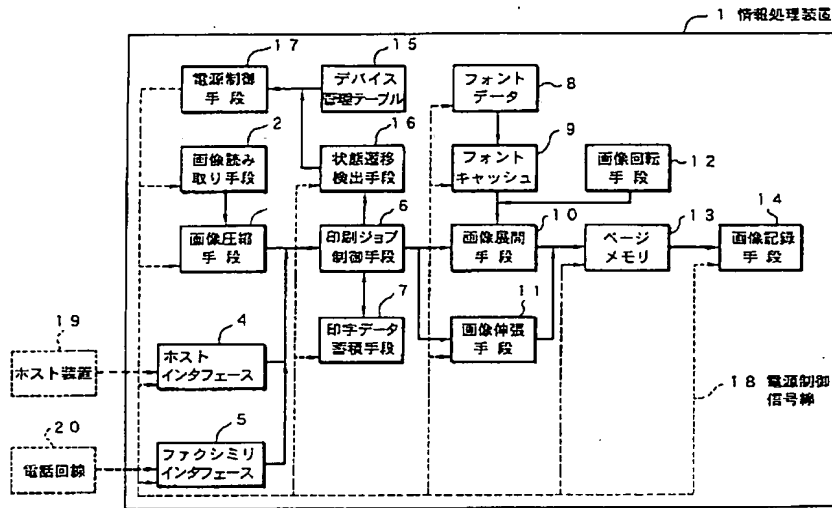 1 情報処理装置
17
電源制御
手段
15
デバイス
管理テーブル
フォント
データ
8
2
画像読み
取り手段
16
状態遷移
検出手段
9
フォント
キャッシュ
画像回転
手段
12
画像圧縮
手段
6
印刷ジョブ
制御手段
10
画像展開
手段
13
ページ
メモリ
14
画像記録
手段
7
印字データ
蓄積手段
11
画像伸張
手段
19
ホスト装置
4
ホスト
インタフェース
18 電源制御
信号線
20
電話回線
5
ファクシミリ
インタフェース